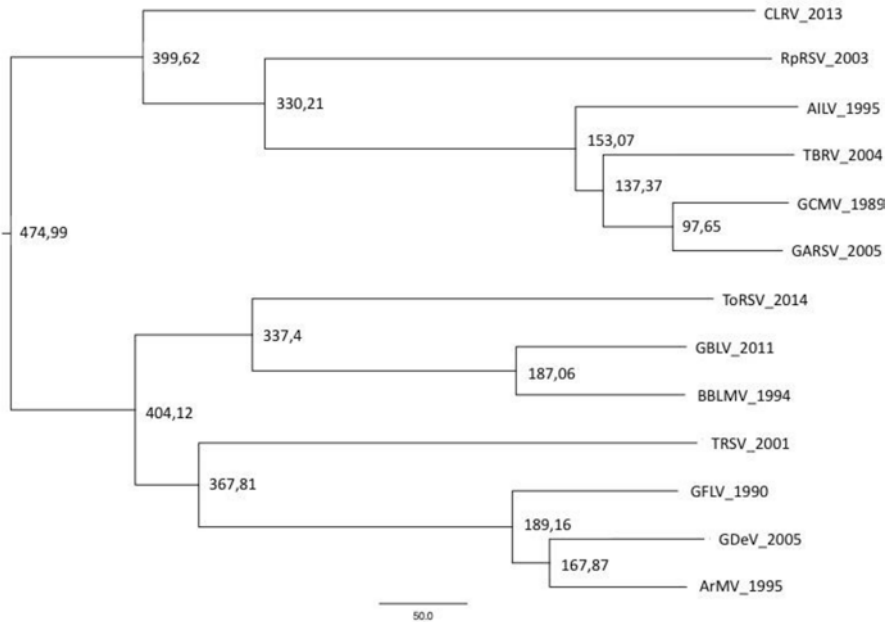 CLRV_2013
399,62
RpRSV_2003
330,21
AILV_1995
153,07
TBRV_2004
137,37
GCMV_1989
97,65
474,99
GARSV_2005
ToRSV_2014
337,4
GBLV_2011
187,06
BBLMV_1994
404,12
TRSV_2001
367,81
GFLV_1990
189,16
GDeV_2005
167,87
ArMV_1995
50.0